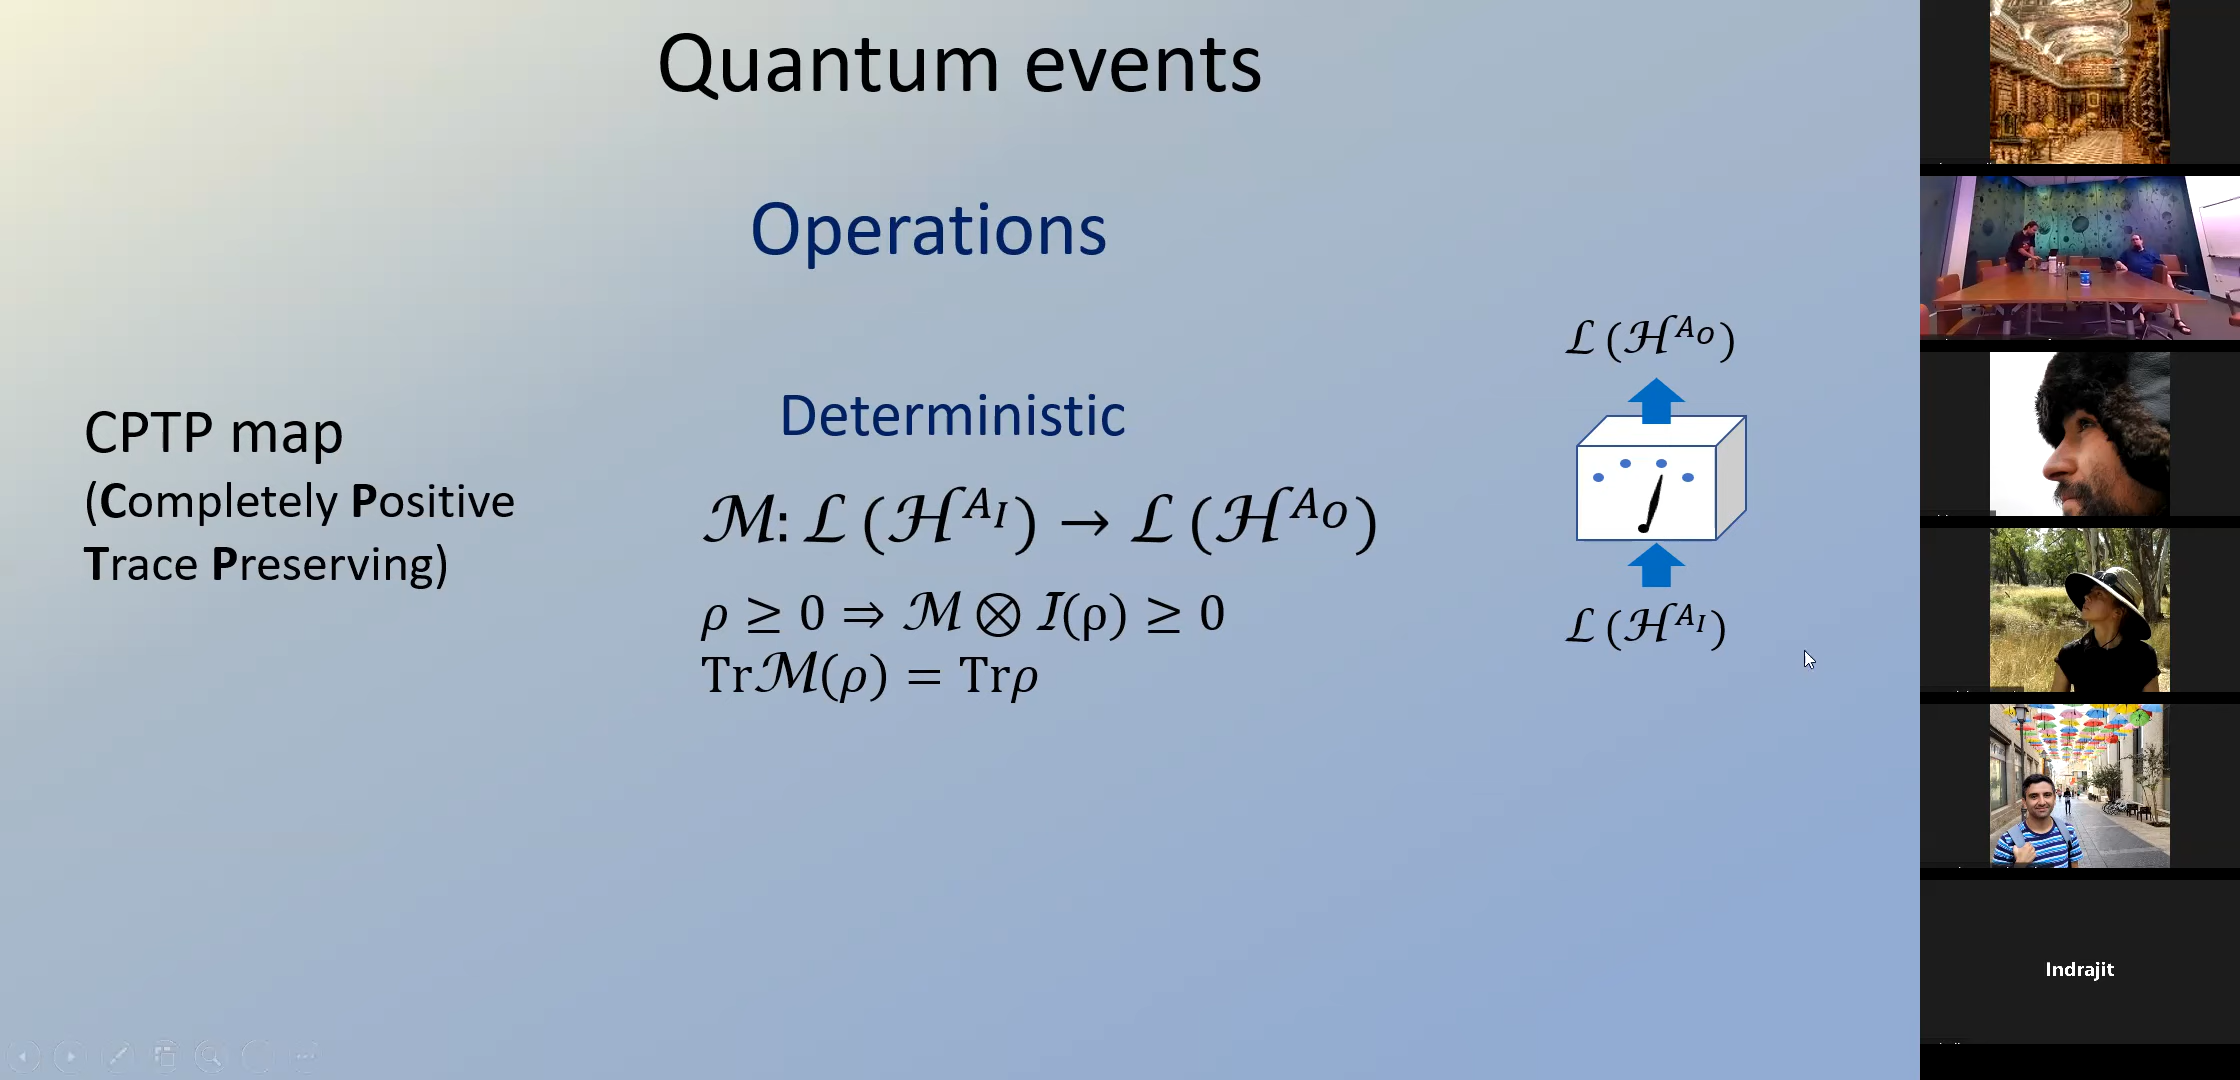 Quantum events
Operations
Deterministic
CPTP map
(Completely Positive
Trace Preserving)
ℳ: ℒ (ℋ^{A_I}) → ℒ (ℋ^{A_O})
ρ ≥ 0 ⇒ ℳ ⊗ ℐ(ρ) ≥ 0
Trℳ(ρ) = Trρ
ℒ (ℋ^{A_O})
ℒ (ℋ^{A_I})
Indrajit